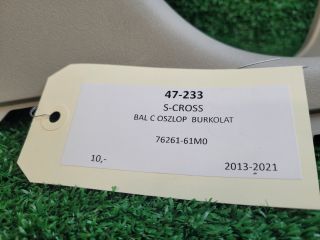 47-233
S-CROSS
BAL C OSZLOP BURKOLAT
76261-61M0
10,- 2013-2021